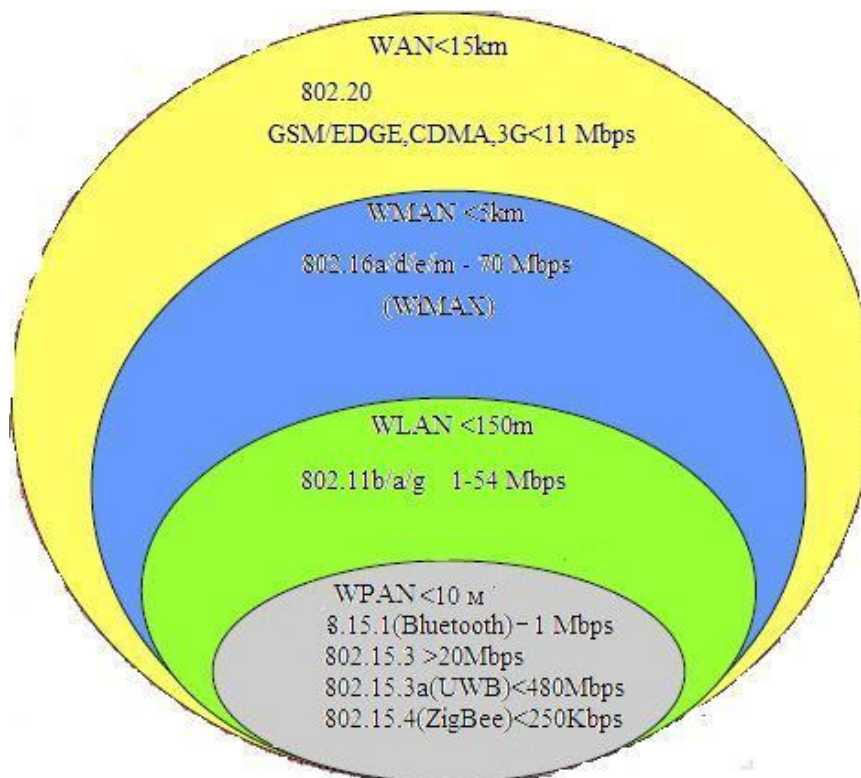 WAN<15km
802.20
GSM/EDGE,CDMA,3G<11 Mbps
WMAN <5km
802.16a/d/e/m - 70 Mbps
(WiMAX)
WLAN <150m
802.11b/a/g 1-54 Mbps
WPAN <10 м
8.15.1(Bluetooth)- 1 Mbps
802.15.3 >20Mbps
802.15.3a(UWB)<480Mbps
802.15.4(ZigBee)<250Kbps